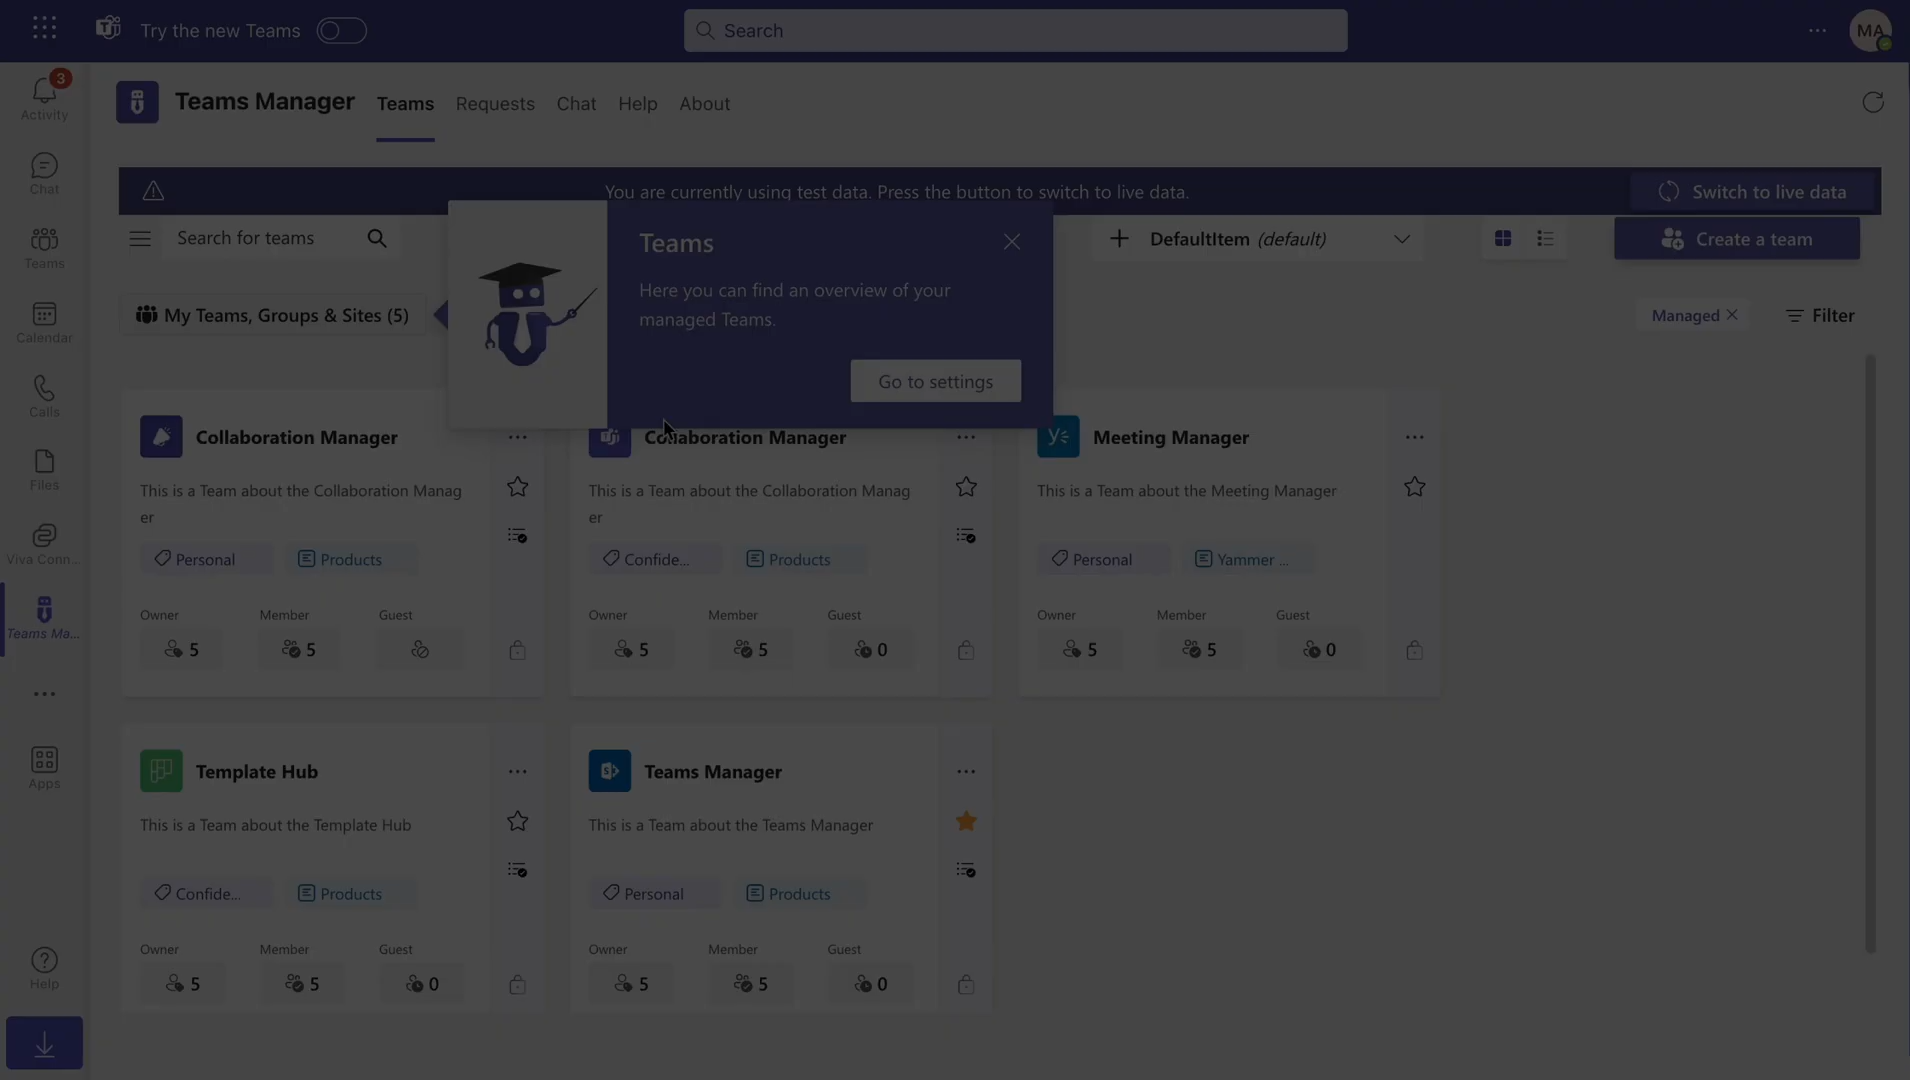 Try the new Teams
Search
MA
3
Activity
Chat
Teams
Calendar
Calls
Files
Viva Conn...
Teams Ma...
Apps
Help
Teams Manager
Teams
Requests
Chat
Help
About
You are currently using test data. Press the button to switch to live data.
Switch to live data
Search for teams
DefaultItem (default)
Create a team
My Teams, Groups & Sites (5)
Managed
Filter
Teams
Here you can find an overview of your
managed Teams.
Go to settings
Collaboration Manager
This is a Team about the Collaboration Manag
er
Personal
Products
Owner
Member
Guest
5
5
Collaboration Manager
This is a Team about the Collaboration Manag
er
Confide...
Products
Owner
Member
Guest
5
5
0
Meeting Manager
This is a Team about the Meeting Manager
Personal
Yammer ...
Owner
Member
Guest
5
5
0
Template Hub
This is a Team about the Template Hub
Confide...
Products
Owner
Member
Guest
5
5
0
Teams Manager
This is a Team about the Teams Manager
Personal
Products
Owner
Member
Guest
5
5
0